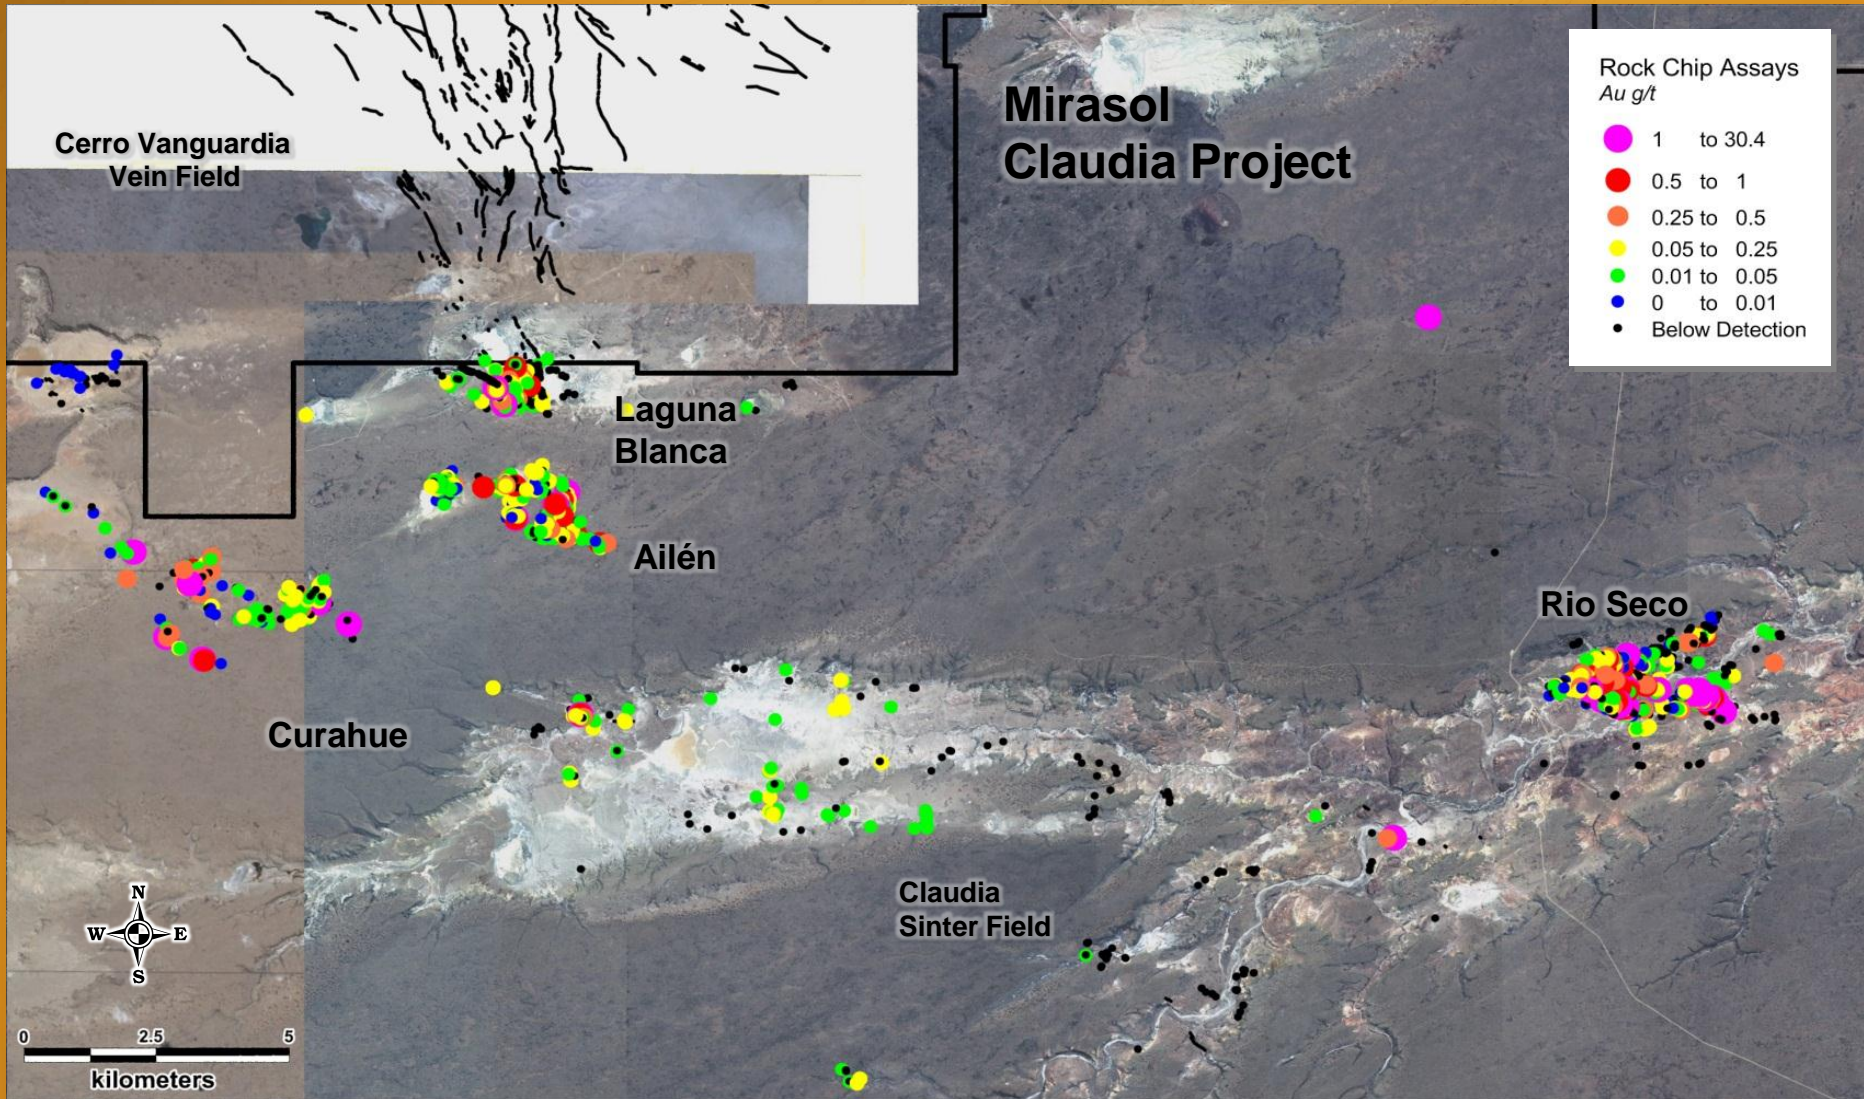 Cerro Vanguardia
Vein Field
Mirasol
Claudia Project
Rock Chip Assays
Au g/t
1 to 30.4
0.5 to 1
0.25 to 0.5
0.05 to 0.25
0.01 to 0.05
0 to 0.01
Below Detection
Laguna
Blanca
Ailén
Rio Seco
Curahue
Claudia
Sinter Field
N
W E
S
0 2.5 5
kilometers